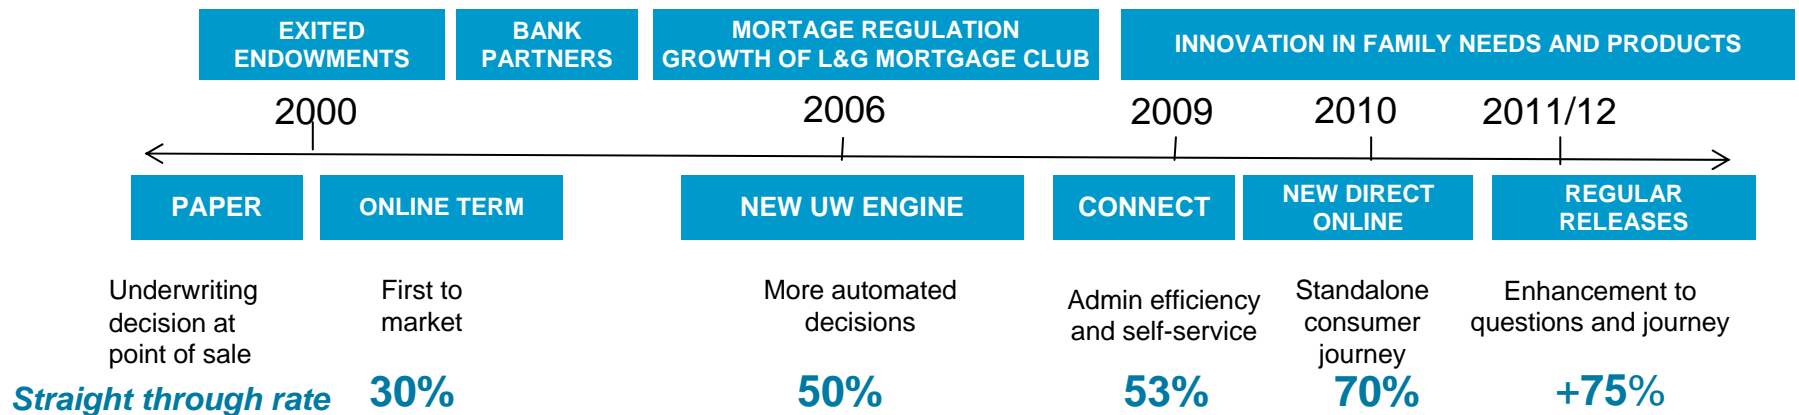 EXITED
ENDOWMENTS
BANK
PARTNERS
MORTAGE REGULATION
GROWTH OF L&G MORTGAGE CLUB
INNOVATION IN FAMILY NEEDS AND PRODUCTS
2000
2006
2009
2010
2011/12
PAPER
ONLINE TERM
NEW UW ENGINE
CONNECT
NEW DIRECT
ONLINE
REGULAR
RELEASES
Underwriting
decision at
point of sale
First to
market
More automated
decisions
Admin efficiency
and self-service
Standalone
consumer
journey
Enhancement to
questions and journey
Straight through rate
30%
50%
53%
70%
+75%